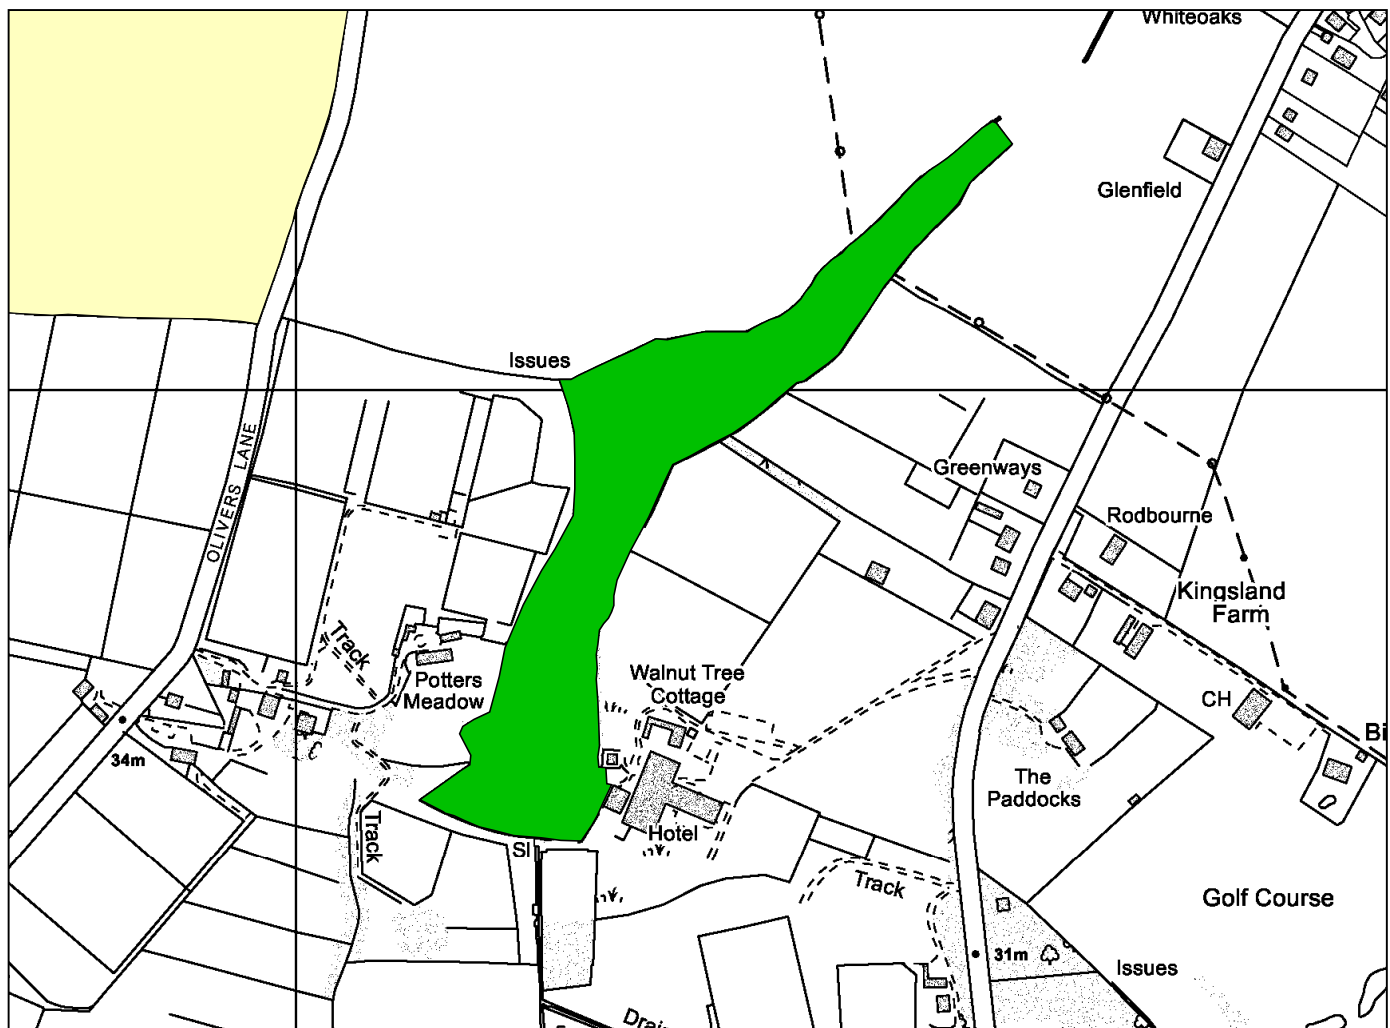 Whiteoaks
Glenfield
Issues
OLIVERS LANE
Greenways
Rodbourne
Kingsland
Farm
Track
Potters
Meadow
Walnut Tree
Cottage
CH
34m
The
Paddocks
Track
Hotel
SI
Track
Golf Course
31m
Issues